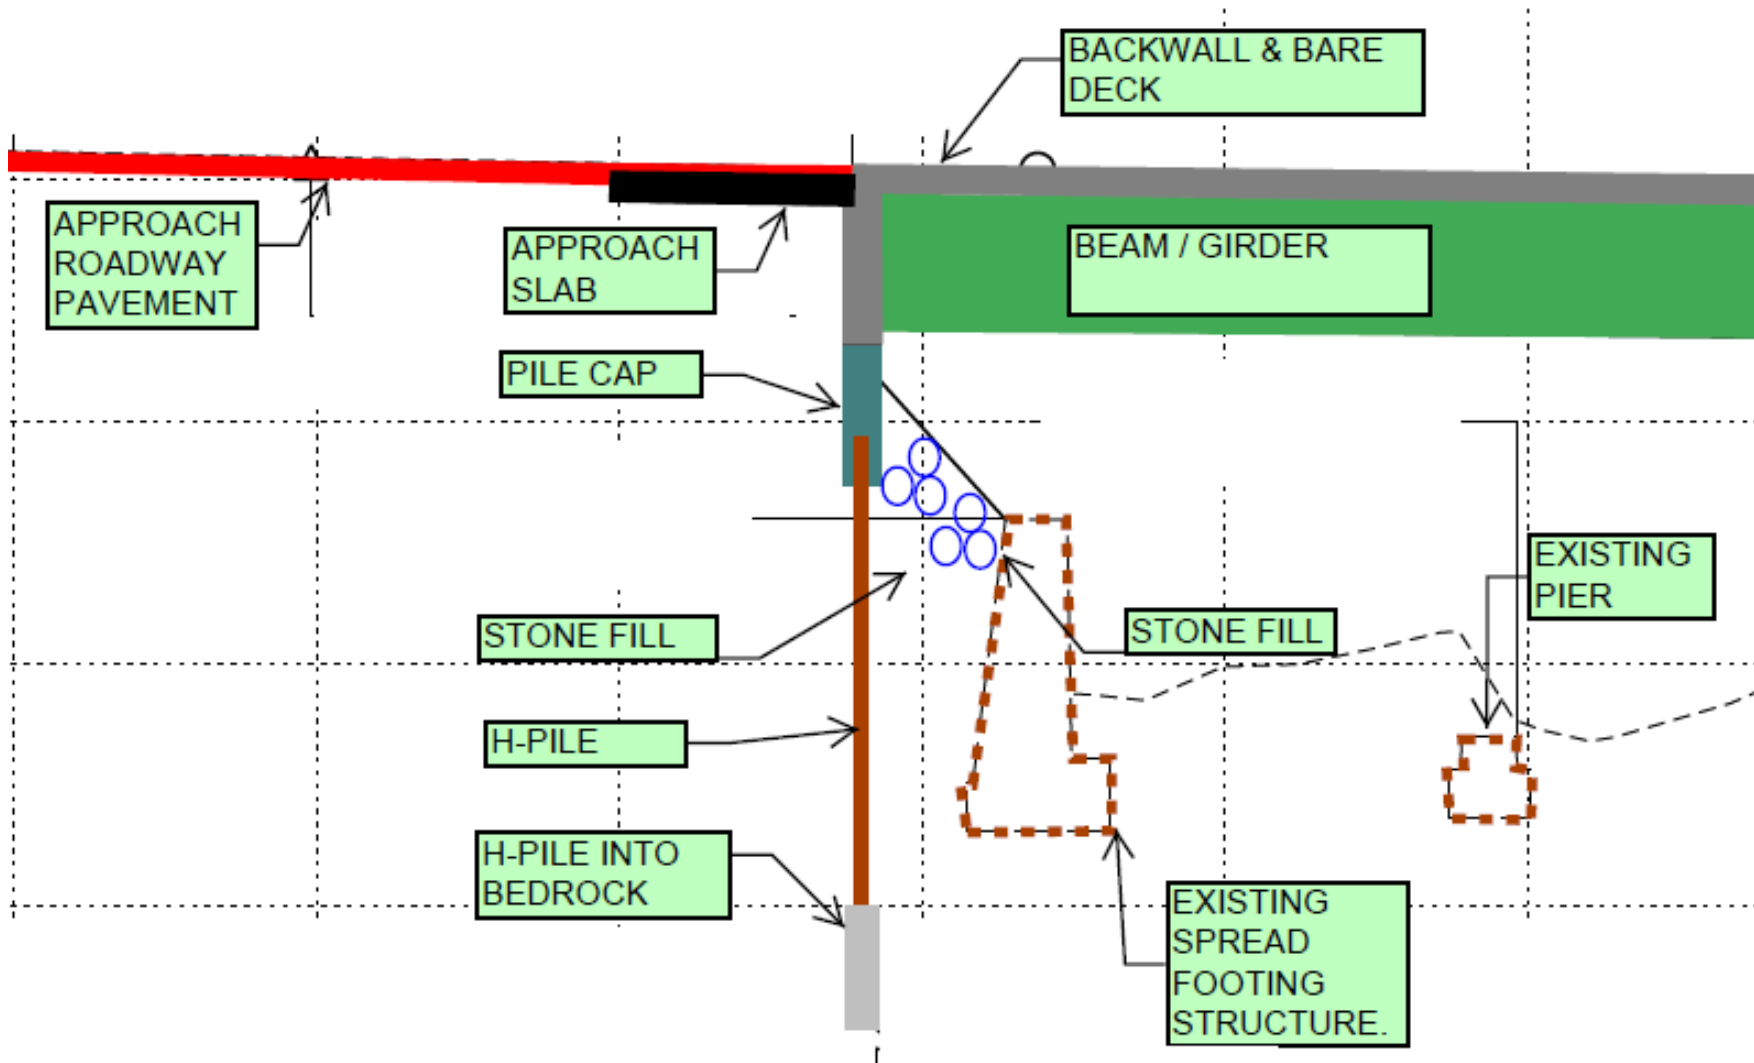 BACKWALL & BARE
DECK
APPROACH
ROADWAY
PAVEMENT
APPROACH
SLAB
BEAM / GIRDER
PILE CAP
STONE FILL
STONE FILL
EXISTING
PIER
H-PILE
H-PILE INTO
BEDROCK
EXISTING
SPREAD
FOOTING
STRUCTURE.